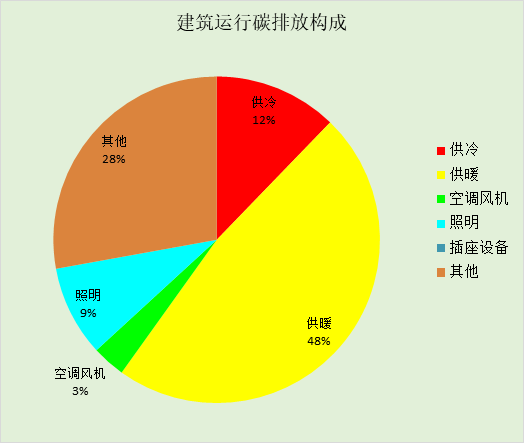 建筑运行碳排放构成
供冷
12%
其他
28%
供冷
供暖
空调风机
照明
插座设备
其他
照明
9%
供暖
48%
空调风机
3%